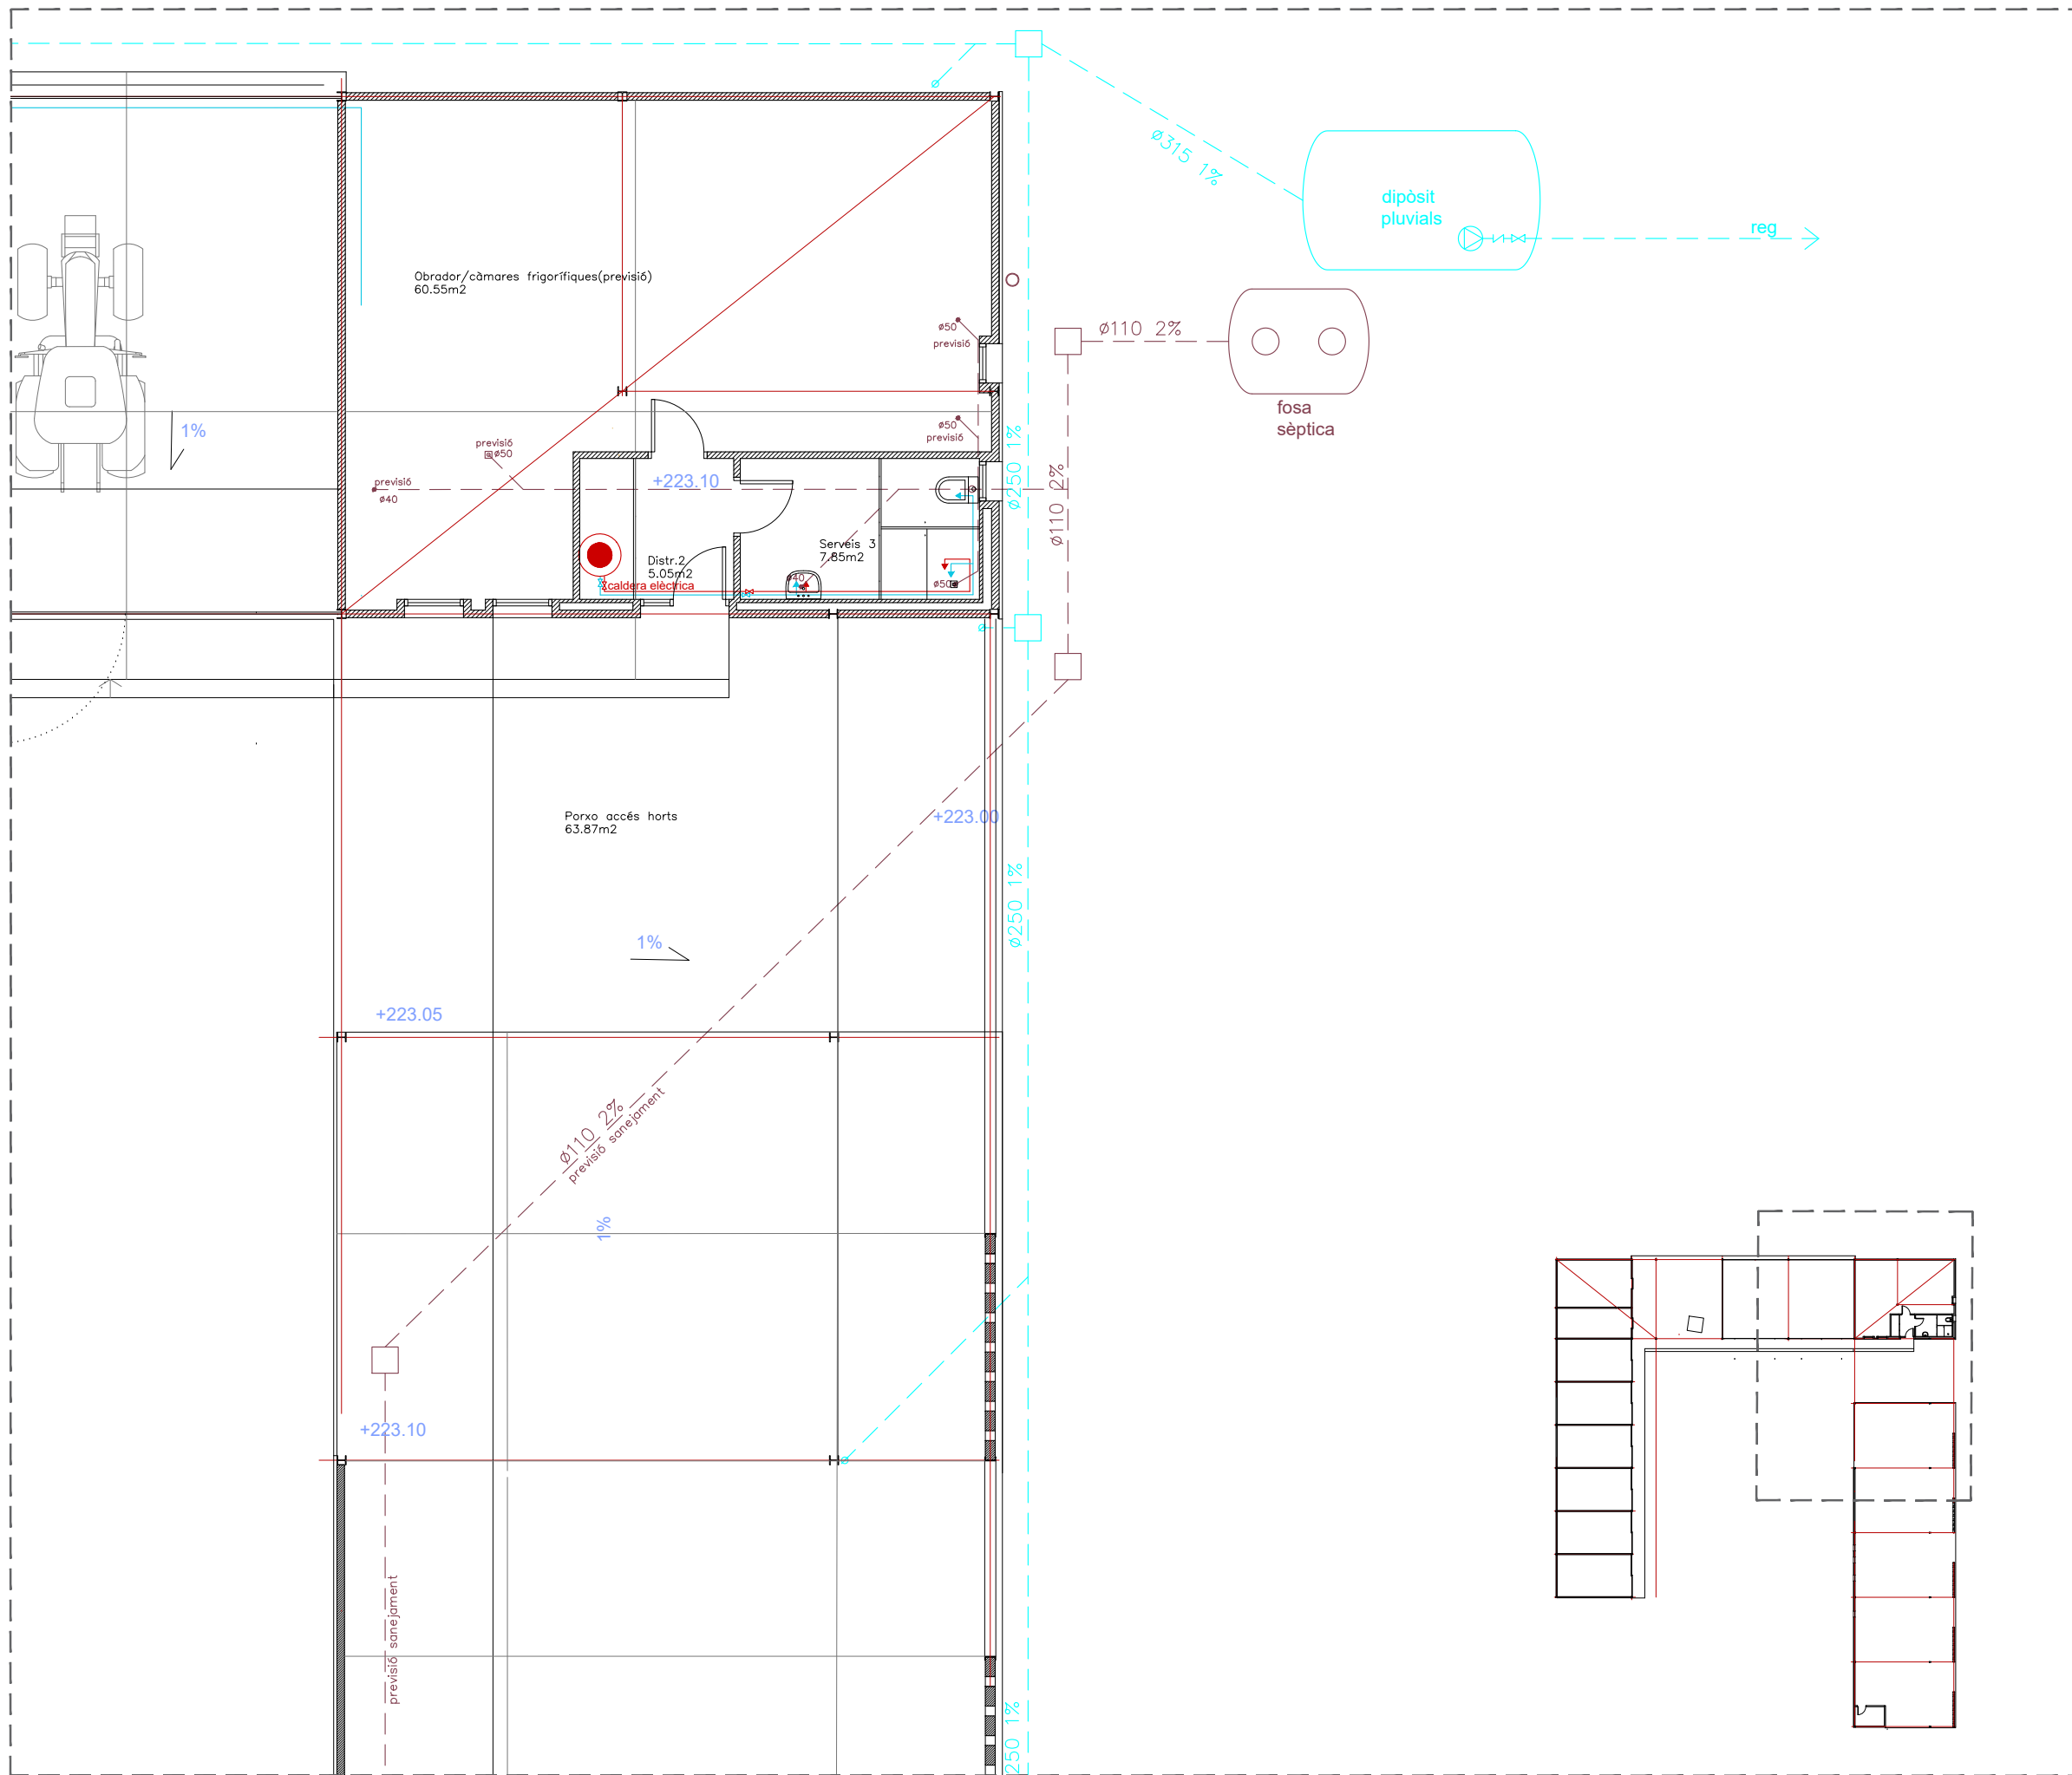 ø315 1%
dipòsit
pluvials
reg
Obrador/càmares frigorífiques(previsió)
60.55m2
ø50
previsió
ø110 2%
fosa
sèptica
1%
ø50
previsió
previsió
ø50
previsió
ø40
+223.10
ø250 1%
ø110 2%
Serveis 3
7.85m2
Distr.2
5.05m2
caldera elèctrica
ø40
ø50
Porxo accés horts
63.87m2
+223.00
ø250 1%
1%
+223.05
ø110 2%
previsió sanejament
1%
+223.10
previsió sanejament
250 1%